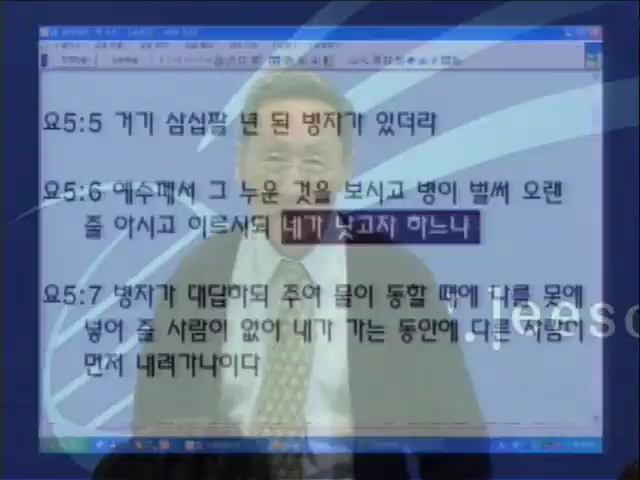 요5:5 거기 삼십팔 년 된 병자가 있더라
요5:6 예수께서 그 누운 것을 보시고 병이 벌써 오랜
줄 아시고 이르시되 네가 낫고자 하느냐
요5:7 병자가 대답하되 주여 물이 동할 때에 나를 못에
넣어 줄 사람이 없어 내가 가는 동안에 다른 사람이
먼저 내려가나이다
.jeeso